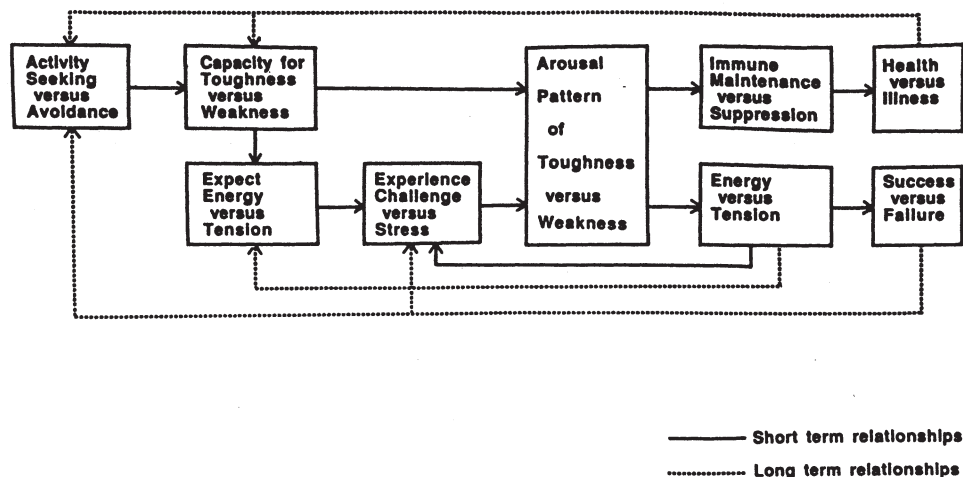 Activity
Seeking
versus
Avoidance
Capacity for
Toughness
versus
Weakness
Arousal
Pattern
of
Toughness
versus
Weakness
Immune
Maintenance
versus
Suppression
Health
versus
Illness
Expect
Energy
versus
Tension
Experience
Challenge
versus
Stress
Energy
versus
Tension
Success
versus
Failure
Short term relationships
Long term relationships